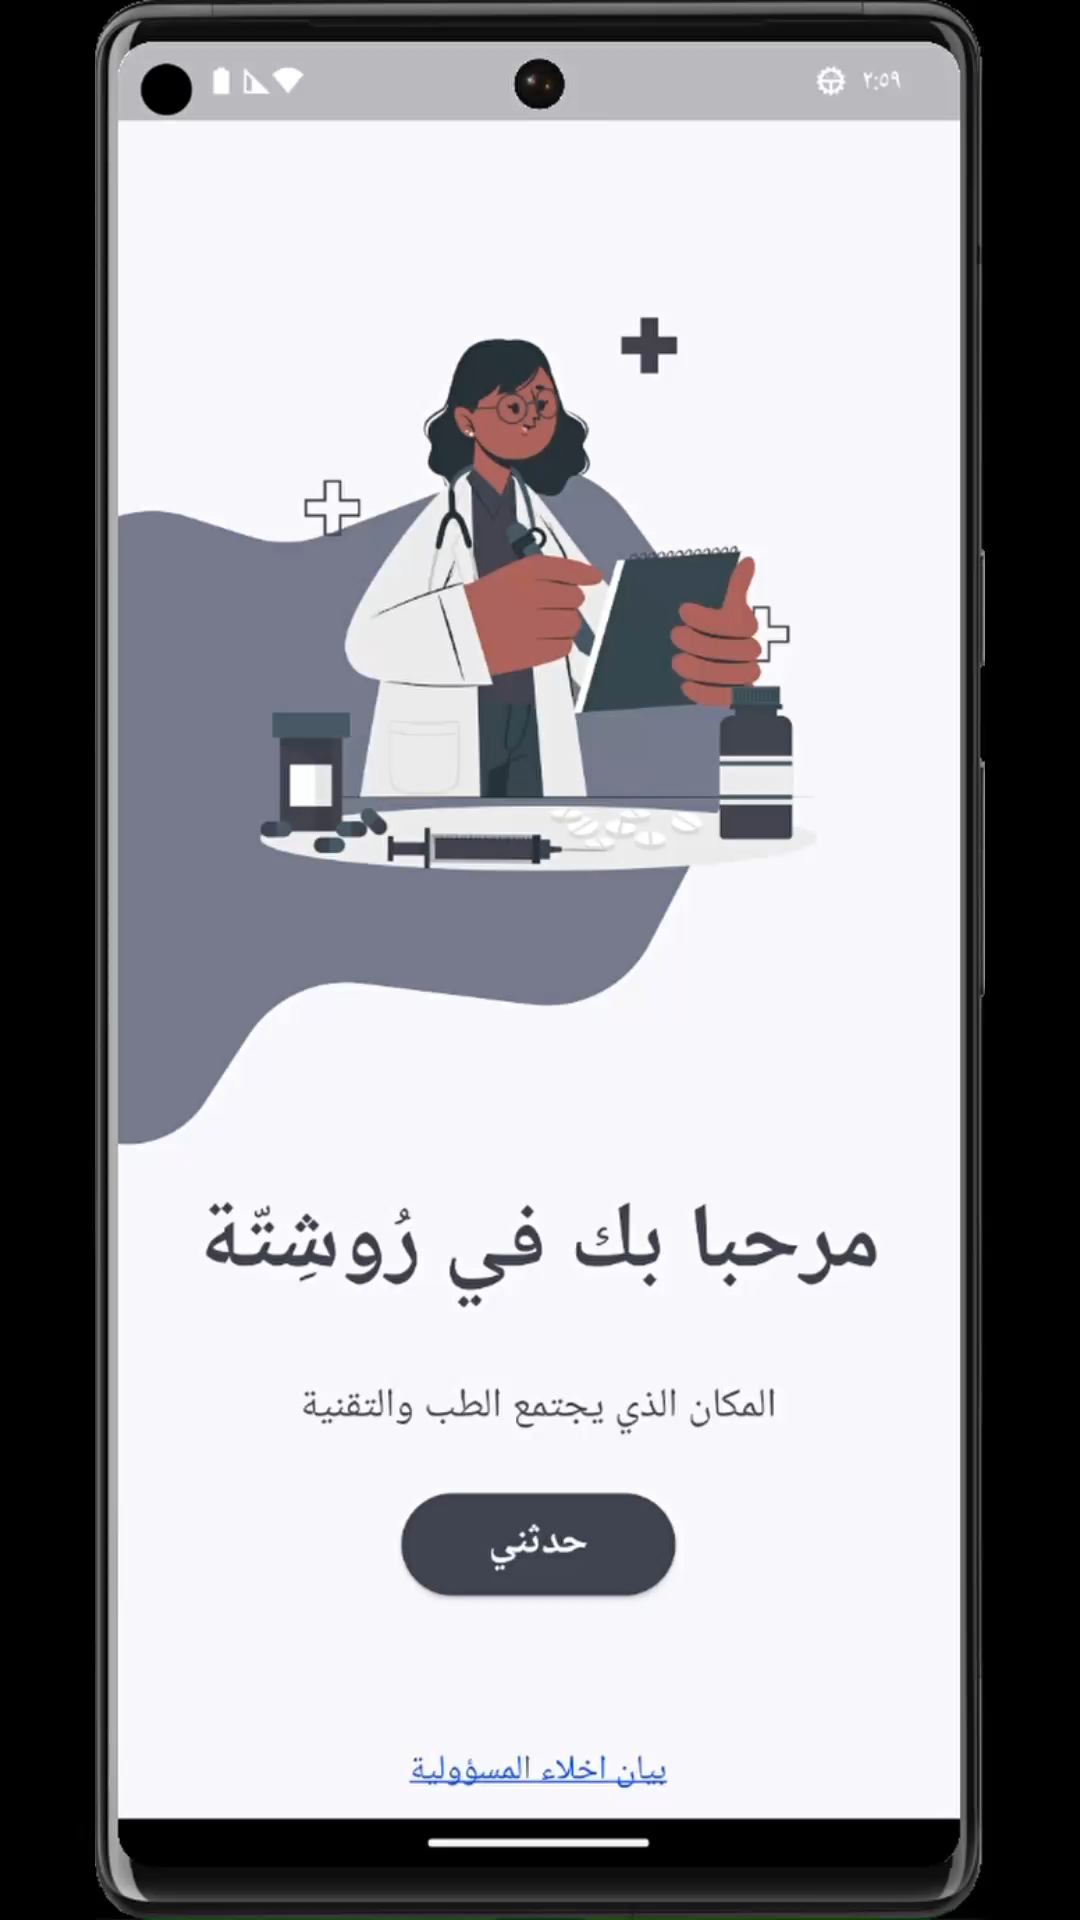 ٢:٥٩
مرحبا بك في رُوشِتّة
المكان الذي يجتمع الطب والتقنية
حدثني
بيان اخلاء المسؤولية